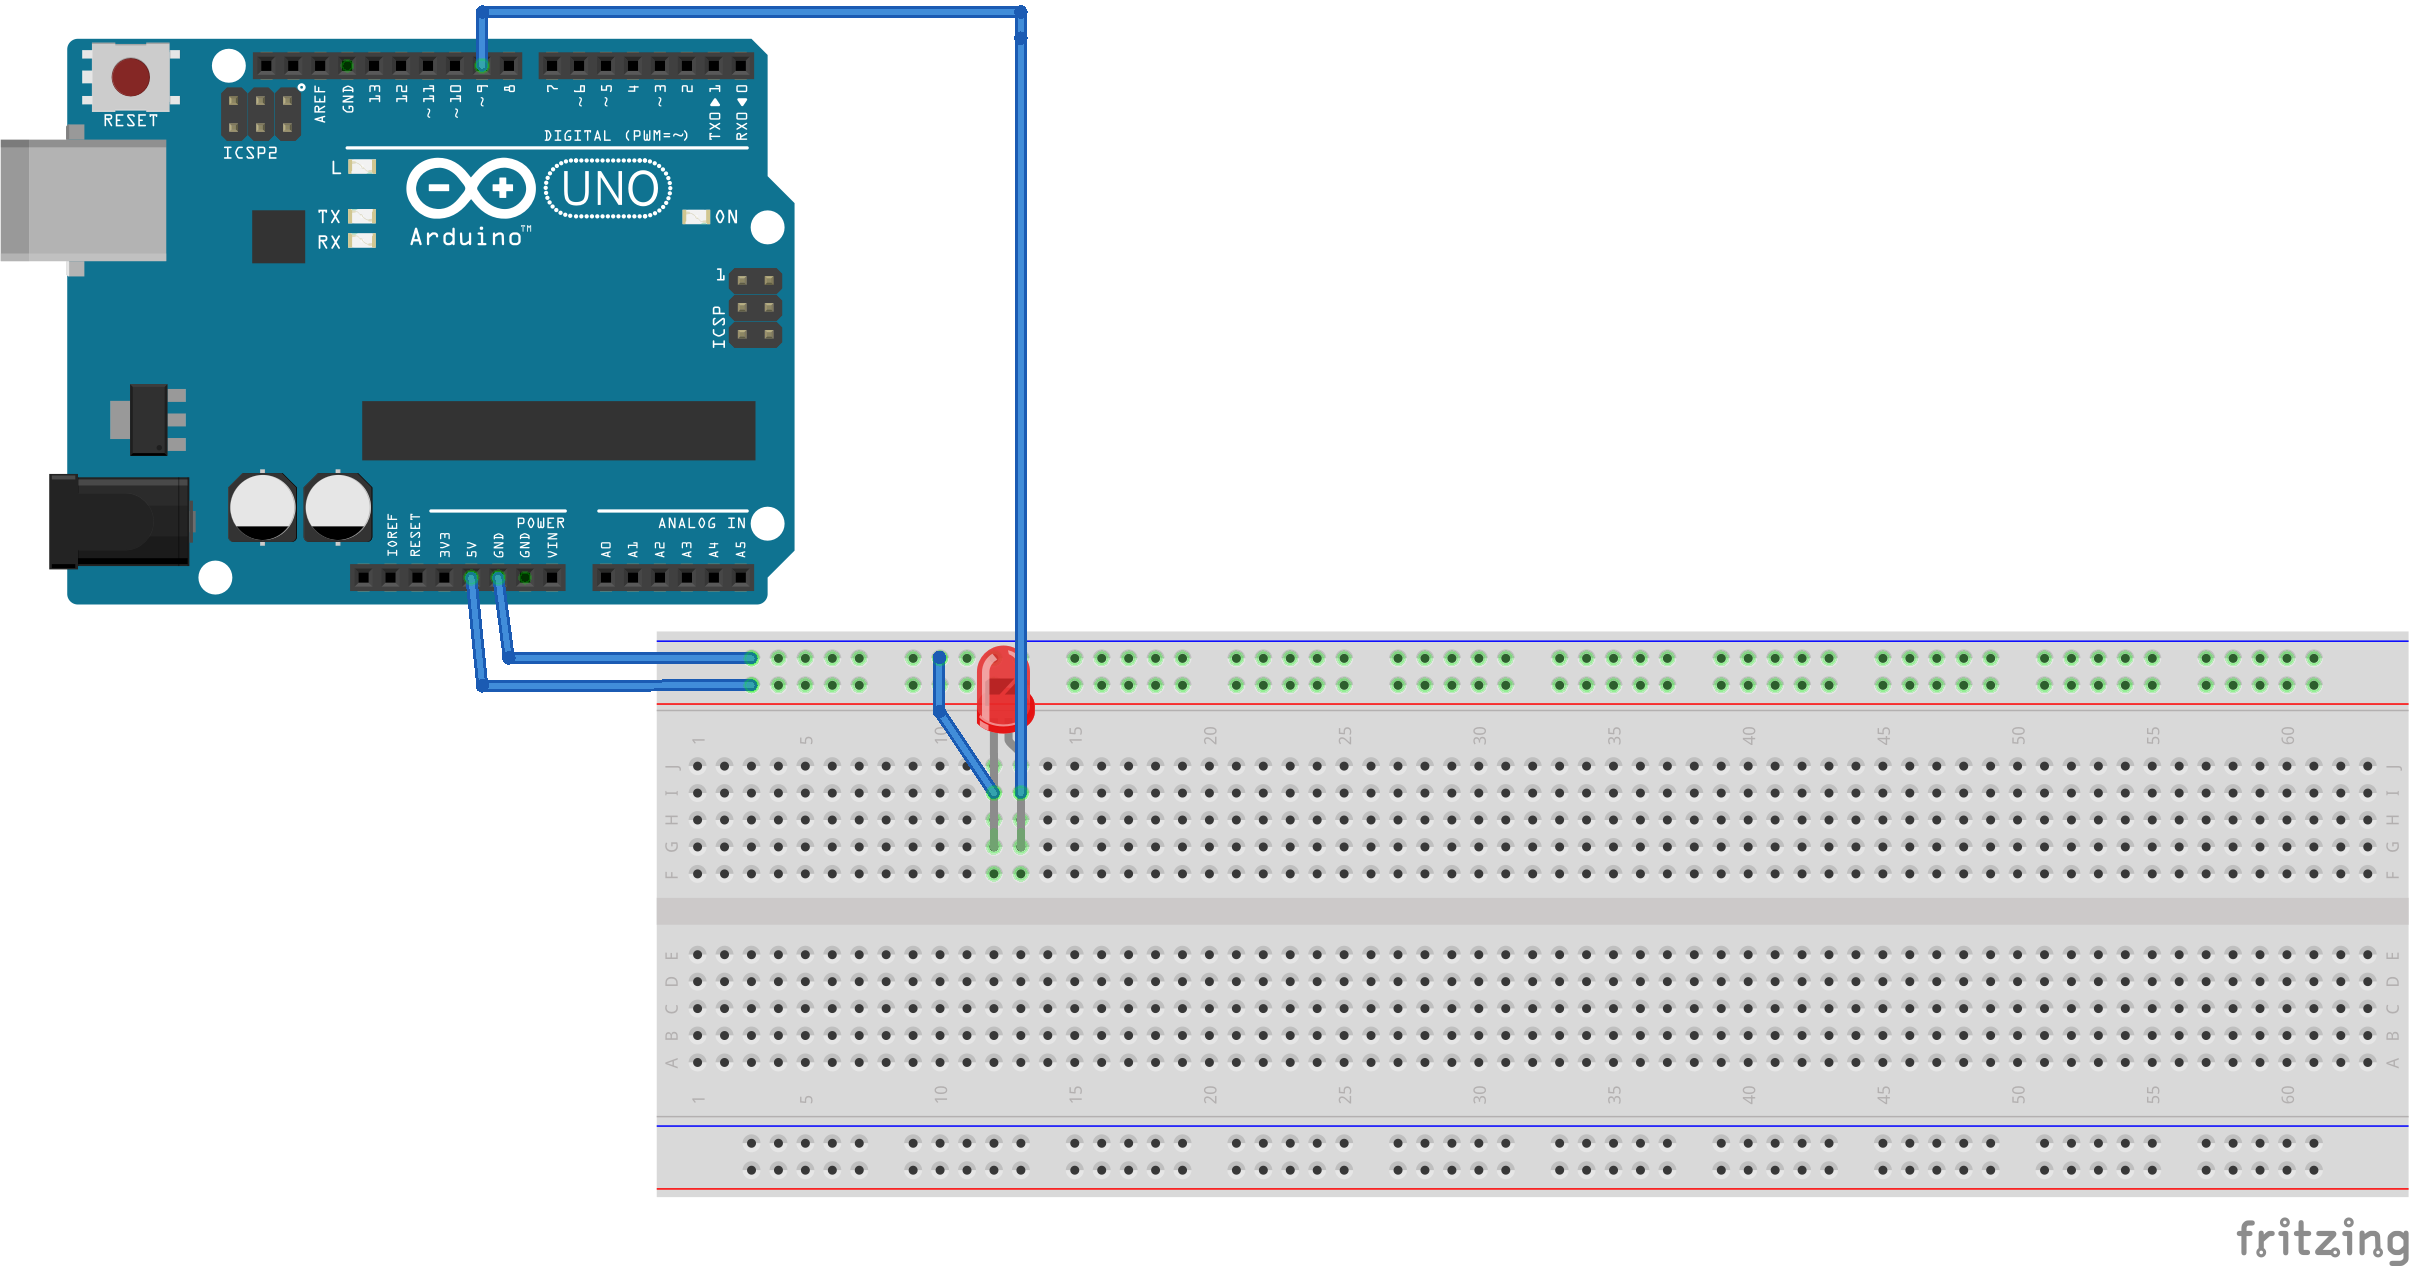 RESET
ICSP2
AREF
GND
13
12
~11
~10
~9
8
7
~6
~5
4
~3
2
TX0▶1
RX0◀0
DIGITAL (PWM=~)
L
TX
RX
Arduino™
UNO
ON
1
ICSP
IOREF
RESET
3V3
5V
GND
GND
VIN
POWER
ANALOG IN
A0
A1
A2
A3
A4
A5
1 5 10 15 20 25 30 35 40 45 50 55 60
J J
I I
H H
G G
F F
E E
D D
C C
B B
A A
1 5 10 15 20 25 30 35 40 45 50 55 60
fritzing